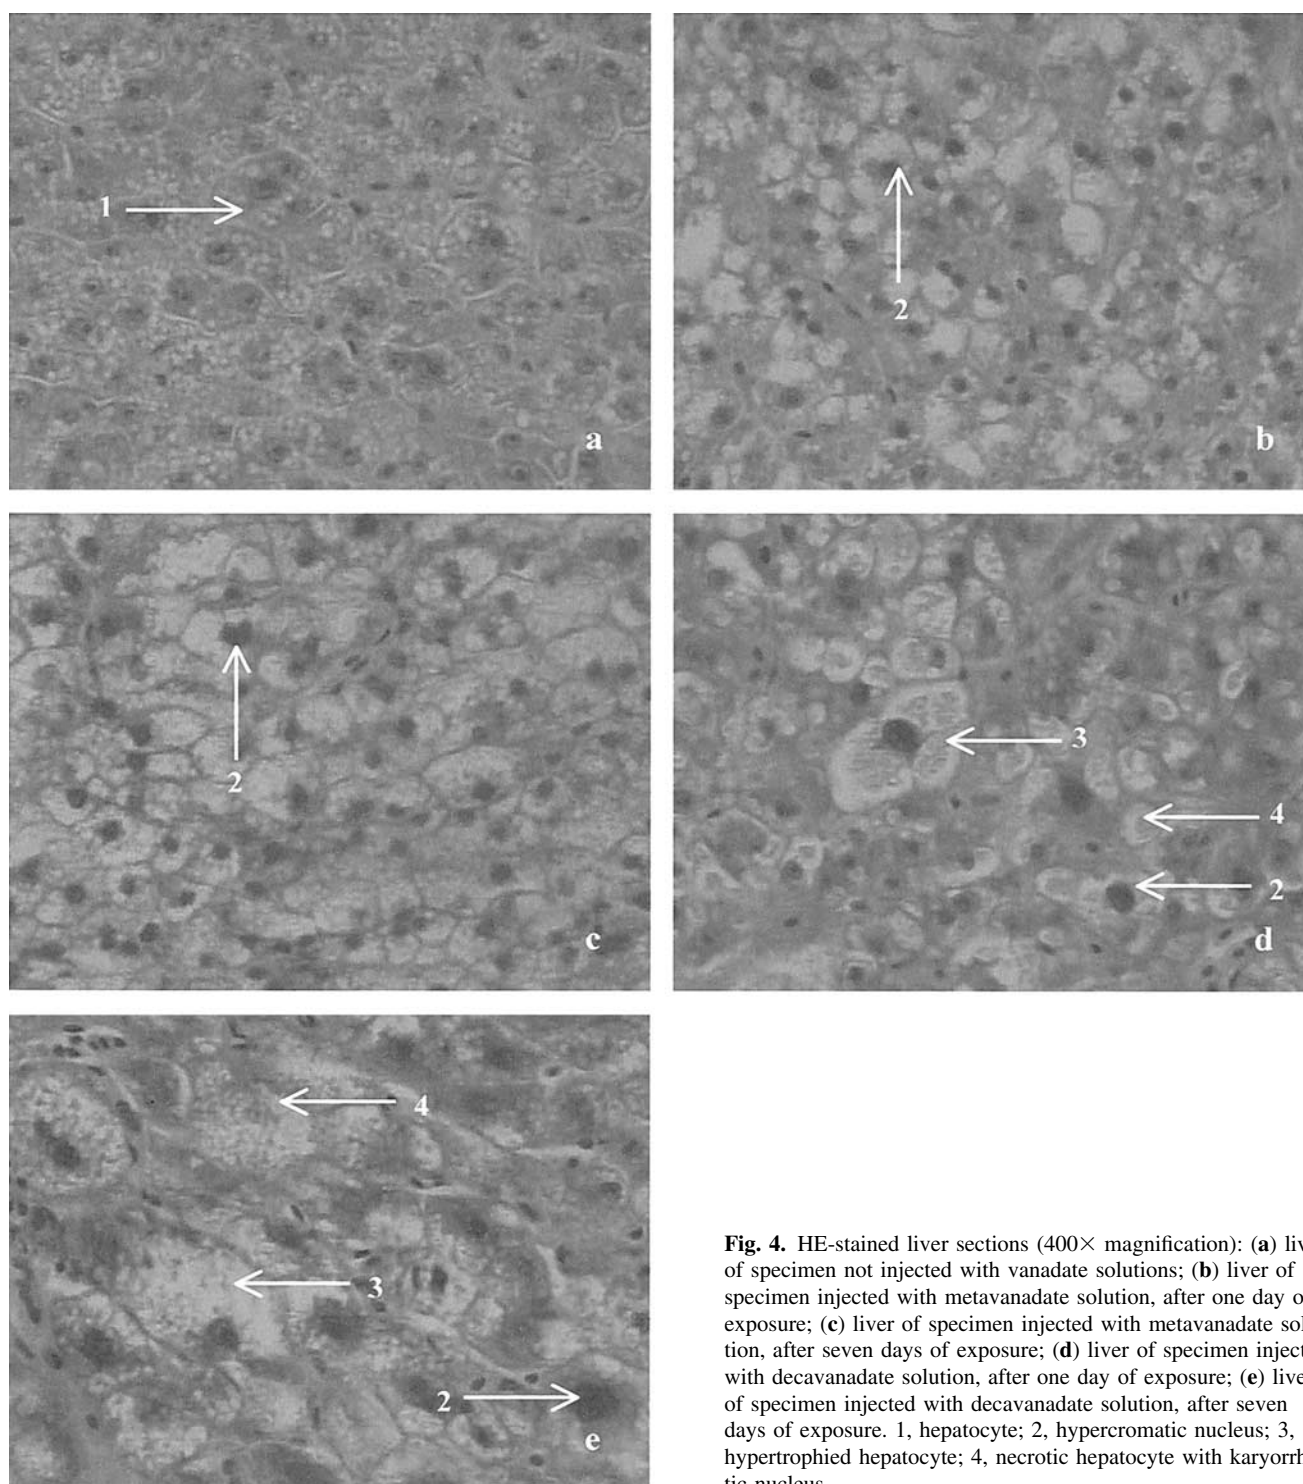 1
a
2
b
2
c
3
4
2
d
4
3
2
e
Fig. 4. HE-stained liver sections (400× magnification): (a) liv
of specimen not injected with vanadate solutions; (b) liver of
specimen injected with metavanadate solution, after one day o
exposure; (c) liver of specimen injected with metavanadate sol
tion, after seven days of exposure; (d) liver of specimen inject
with decavanadate solution, after one day of exposure; (e) live
of specimen injected with decavanadate solution, after seven
days of exposure. 1, hepatocyte; 2, hypercromatic nucleus; 3,
hypertrophied hepatocyte; 4, necrotic hepatocyte with karyorrh
tic nucleus